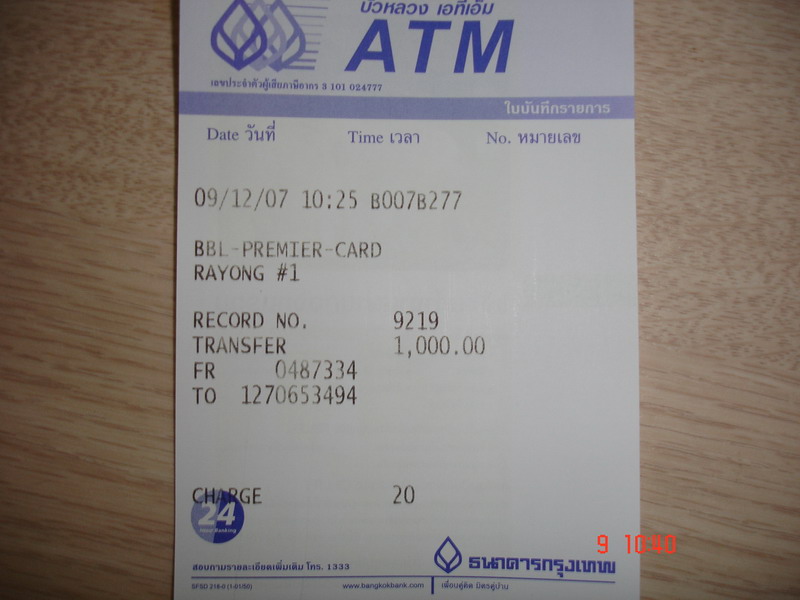 บัวหลวง เอทีเอ็ม
ATM
เลขประจำตัวผู้เสียภาษีอากร 3 101 024777
ใบบันทึกรายการ
Date วันที่ Time เวลา No. หมายเลข
09/12/07 10:25 B007B277
BBL-PREMIER-CARD
RAYONG #1
RECORD NO. 9219
TRANSFER 1,000.00
FR 0487334
TO 1270653494
CHARGE 20
24
Hour Banking
9 10:40
ธนาคารกรุงเทพ
สอบถามรายละเอียดเพิ่มเติม โทร. 1333
www.bangkokbank.com เพื่อนคู่คิด มิตรคู่บ้าน